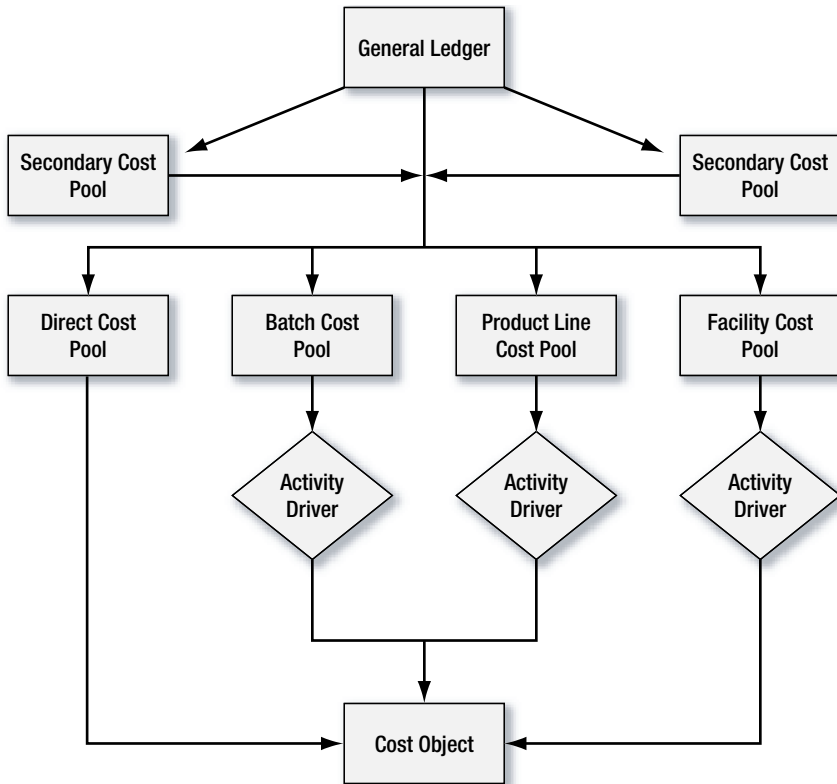 General Ledger
Secondary Cost
Pool
Secondary Cost
Pool
Direct Cost
Pool
Batch Cost
Pool
Product Line
Cost Pool
Facility Cost
Pool
Activity
Driver
Activity
Driver
Activity
Driver
Cost Object